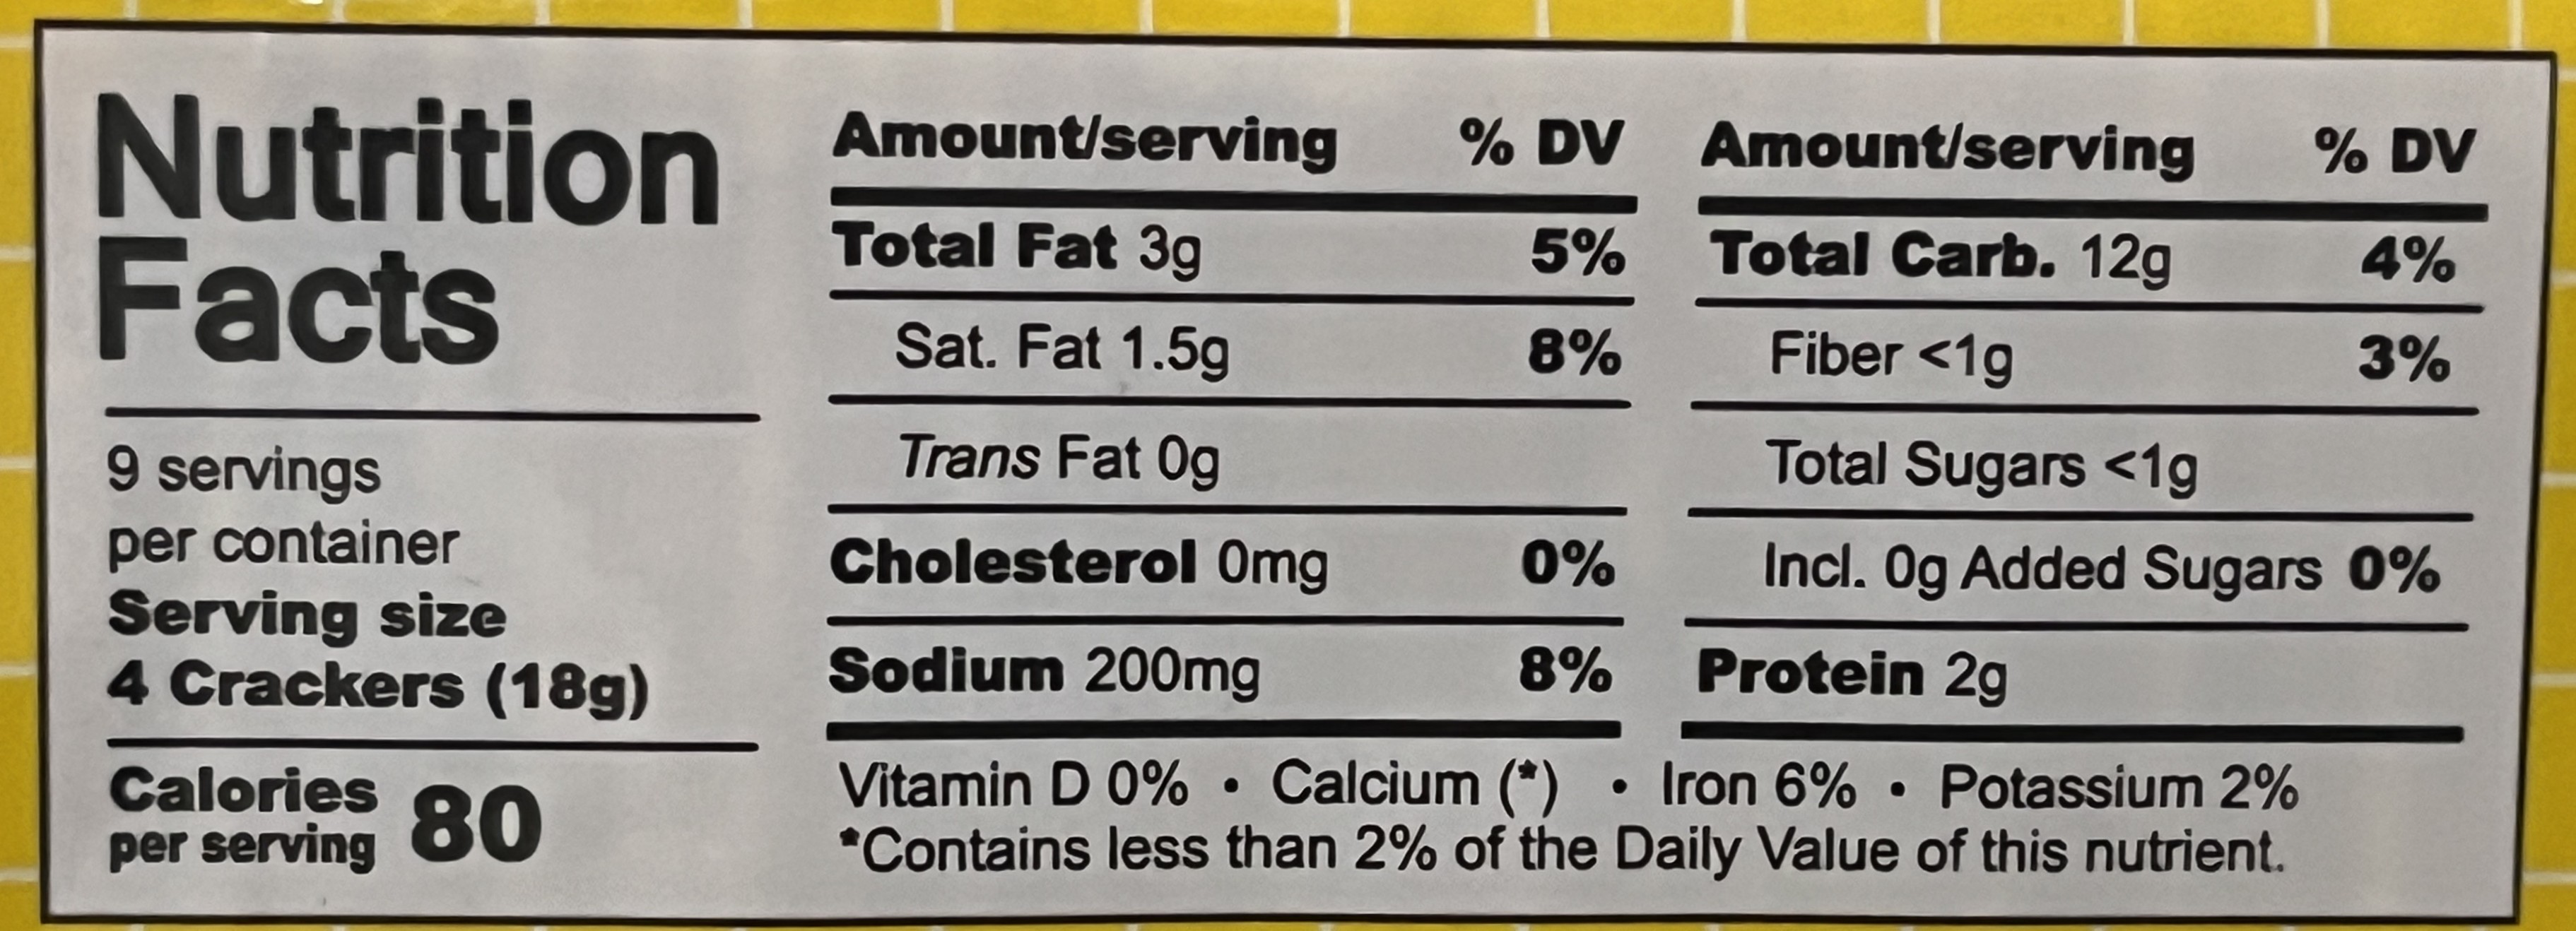 Nutrition
Facts
9 servings
per container
Serving size
4 Crackers (18g)
Calories
per serving 80
Amount/serving % DV
Total Fat 3g 5%
Sat. Fat 1.5g 8%
Trans Fat 0g
Cholesterol 0mg 0%
Sodium 200mg 8%
Amount/serving % DV
Total Carb. 12g 4%
Fiber <1g 3%
Total Sugars <1g
Incl. 0g Added Sugars 0%
Protein 2g
Vitamin D 0% • Calcium (*) • Iron 6% • Potassium 2%
*Contains less than 2% of the Daily Value of this nutrient.